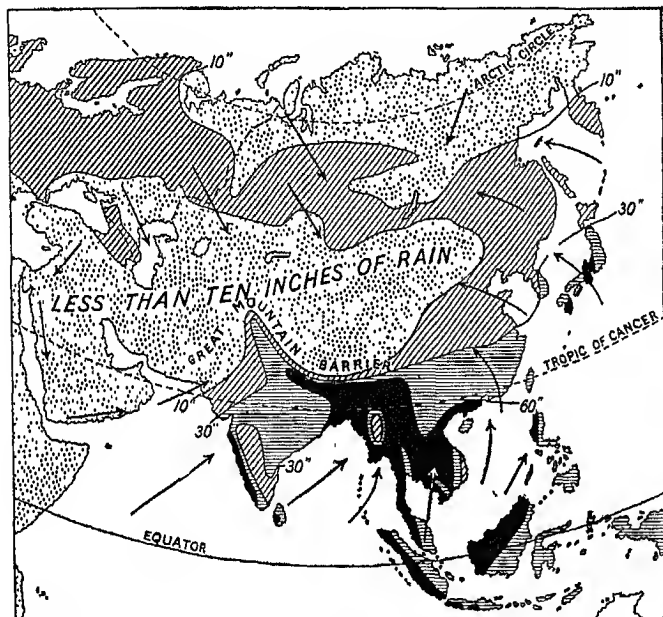 10"
ARCTIC CIRCLE
10"
30"
LESS THAN TEN INCHES OF RAIN
GREAT MOUNTAIN BARRIER
TROPIC OF CANCER
10"
60"
30"
30"
EQUATOR